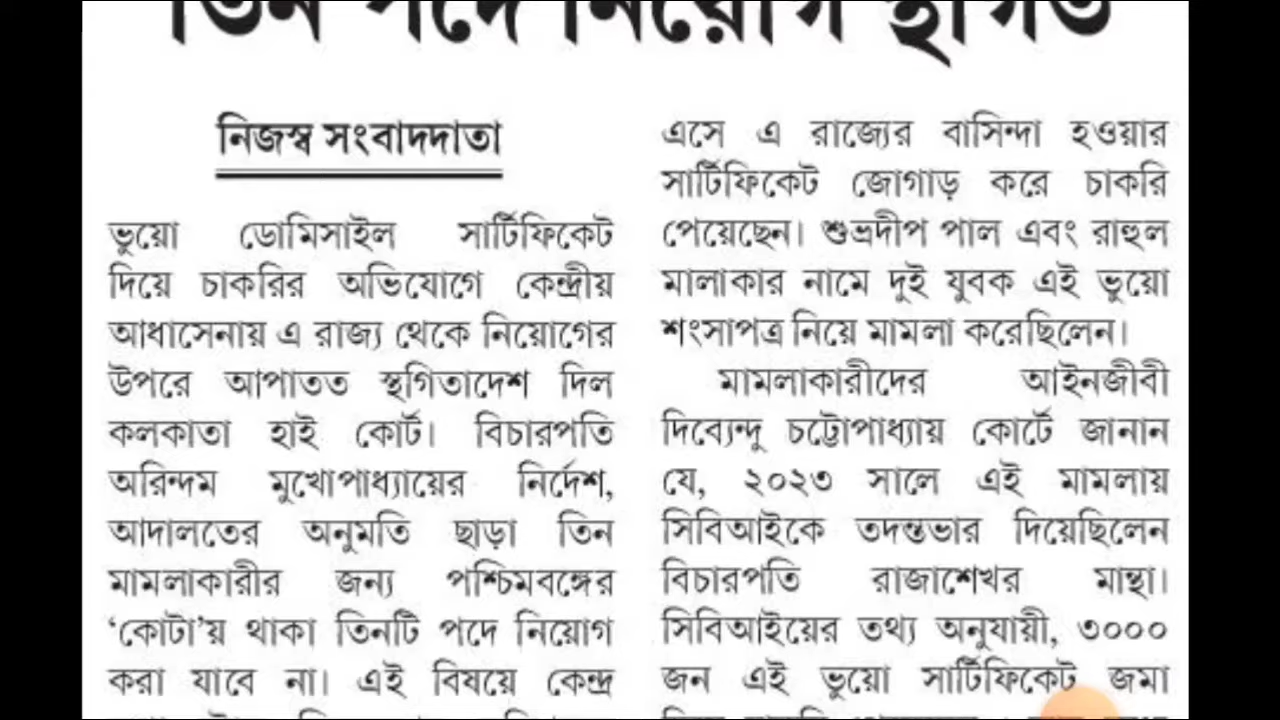 তিন পদে নিয়োগ স্থগিত
নিজস্ব সংবাদদাতা
ভুয়ো ডোমিসাইল সার্টিফিকেট
দিয়ে চাকরির অভিযোগে কেন্দ্রীয়
আধাসেনায় এ রাজ্য থেকে নিয়োগের
উপরে আপাতত স্থগিতাদেশ দিল
কলকাতা হাই কোর্ট। বিচারপতি
অরিন্দম মুখোপাধ্যায়ের নির্দেশ,
আদালতের অনুমতি ছাড়া তিন
মামলাকারীর জন্য পশ্চিমবঙ্গের
‘কোটা’য় থাকা তিনটি পদে নিয়োগ
করা যাবে না। এই বিষয়ে কেন্দ্র
এসে এ রাজ্যের বাসিন্দা হওয়ার
সার্টিফিকেট জোগাড় করে চাকরি
পেয়েছেন। শুভ্রদীপ পাল এবং রাহুল
মালাকার নামে দুই যুবক এই ভুয়ো
শংসাপত্র নিয়ে মামলা করেছিলেন।
মামলাকারীদের আইনজীবী
দিব্যেন্দু চট্টোপাধ্যায় কোর্টে জানান
যে, ২০২৩ সালে এই মামলায়
সিবিআইকে তদন্তভার দিয়েছিলেন
বিচারপতি রাজাশেখর মান্থা।
সিবিআইয়ের তথ্য অনুযায়ী, ৩০০০
জন এই ভুয়ো সার্টিফিকেট জমা